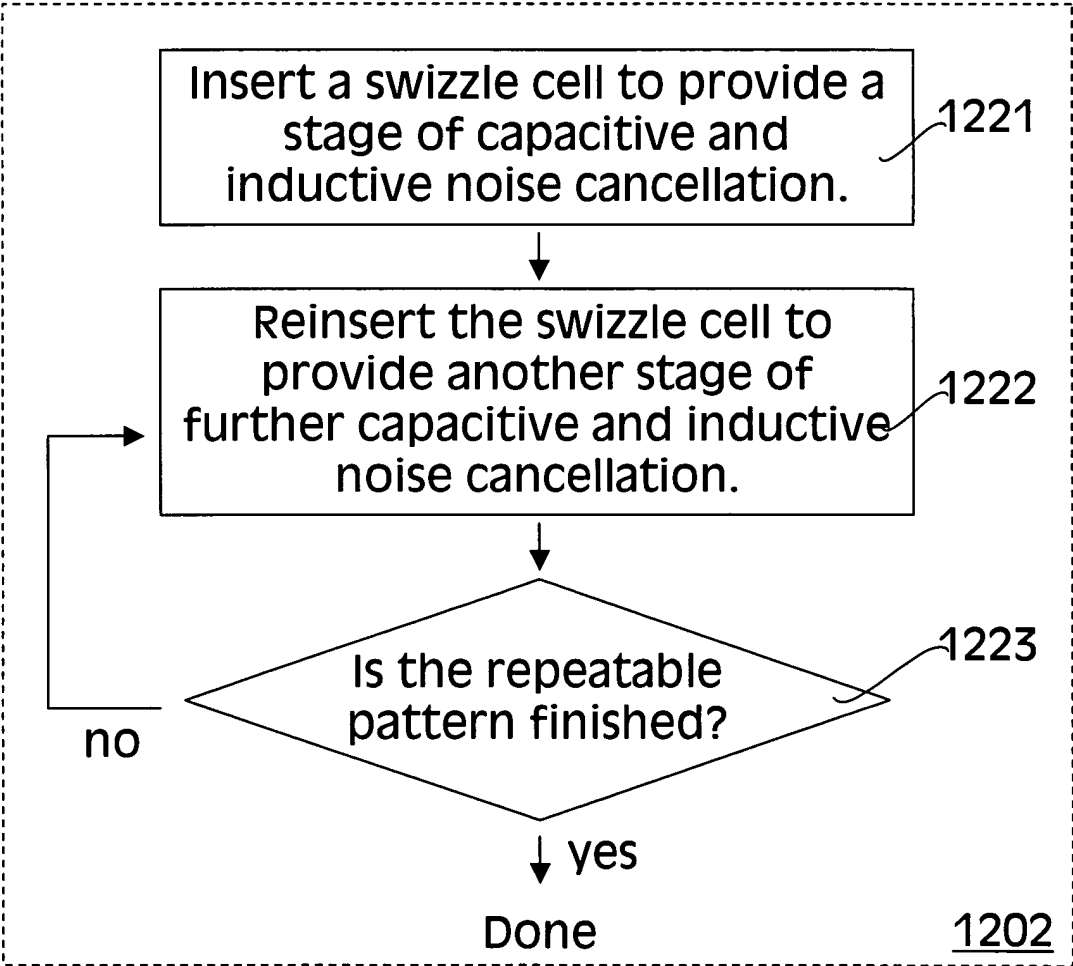 Insert a swizzle cell to provide a
stage of capacitive and
inductive noise cancellation.
1221
Reinsert the swizzle cell to
provide another stage of
further capacitive and inductive
noise cancellation.
1222
Is the repeatable
pattern finished?
1223
no
yes
Done
1202